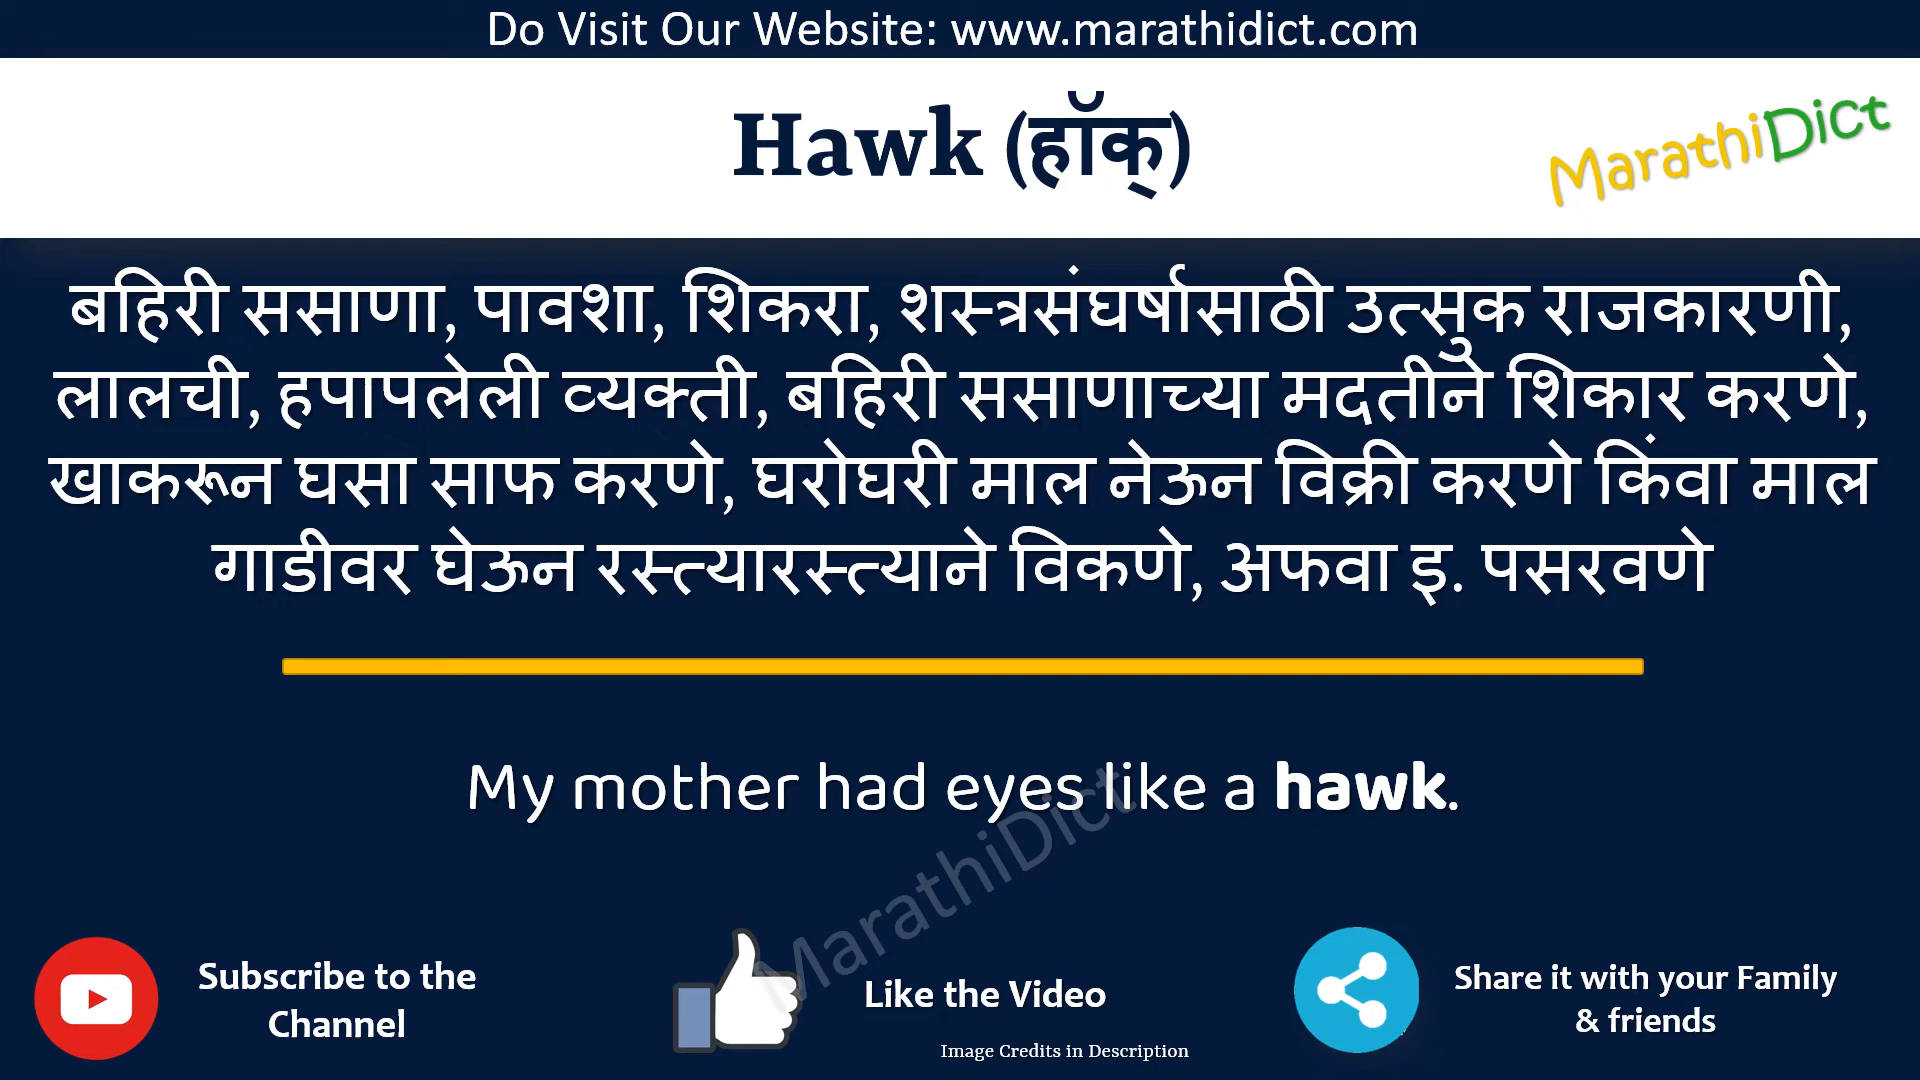 Do Visit Our Website: www.marathidict.com
Hawk (हॉक्)
MarathiDict
बहिरी ससाणा, पावशा, शिकरा, शस्त्रसंघर्षासाठी उत्सुक राजकारणी,
लालची, हपापलेली व्यक्ती, बहिरी ससाणाच्या मदतीने शिकार करणे,
खाकरून घसा साफ करणे, घरोघरी माल नेऊन विक्री करणे किंवा माल
गाडीवर घेऊन रस्त्यारस्त्याने विकणे, अफवा इ. पसरवणे
My mother had eyes like a hawk.
MarathiDict
Subscribe to the
Channel
Like the Video
Share it with your Family
& friends
Image Credits in Description